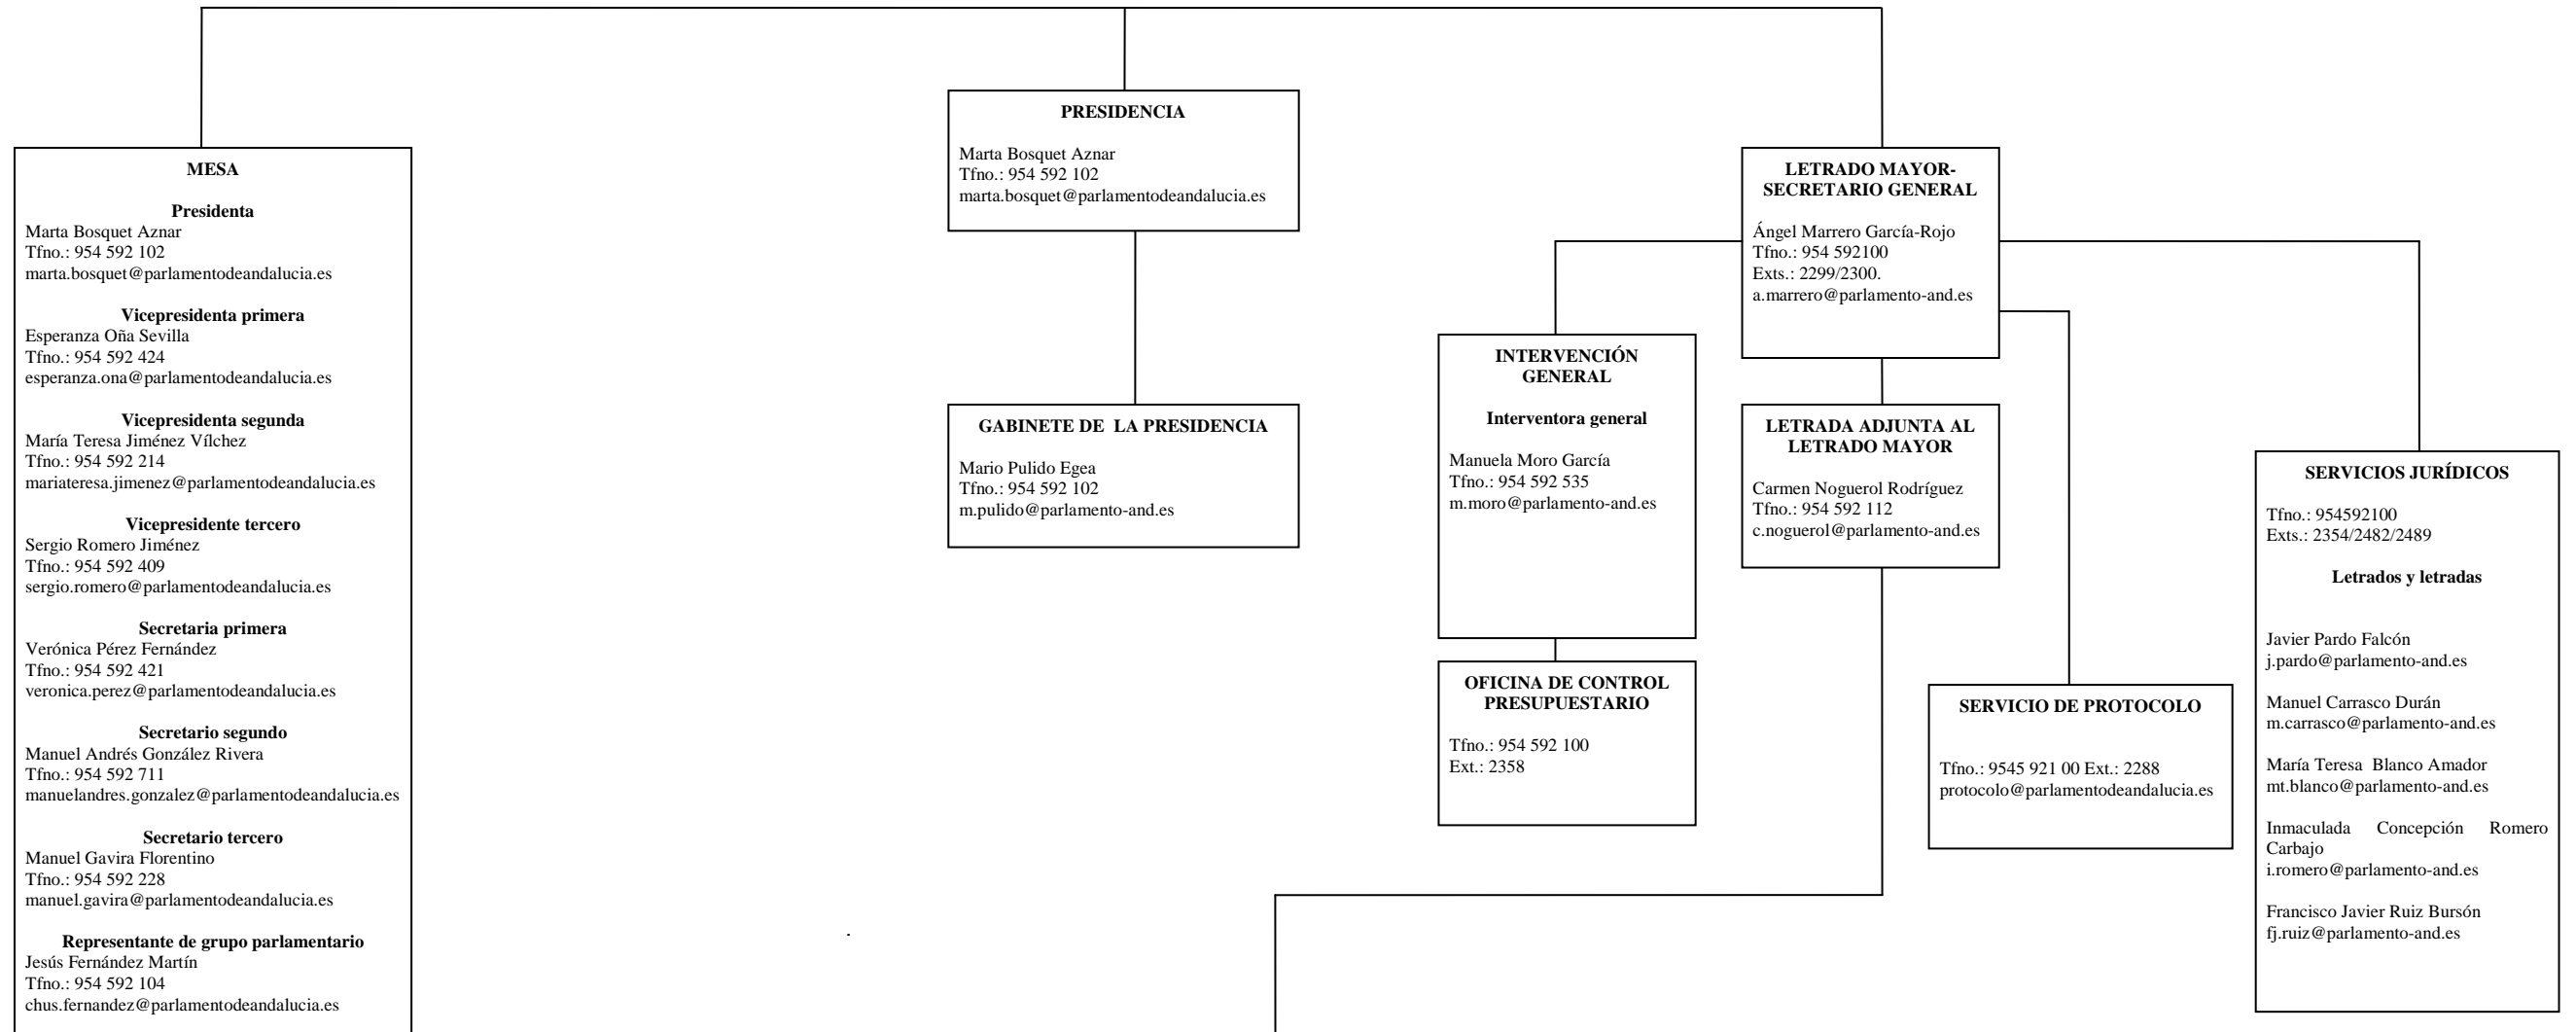 MESA
Presidenta
Marta Bosquet Aznar
Tfno.: 954 592 102
marta.bosquet@parlamentodeandalucia.es
Vicepresidenta primera
Esperanza Oña Sevilla
Tfno.: 954 592 424
esperanza.ona@parlamentodeandalucia.es
Vicepresidenta segunda
María Teresa Jiménez Vílchez
Tfno.: 954 592 214
mariateresa.jimenez@parlamentodeandalucia.es
Vicepresidente tercero
Sergio Romero Jiménez
Tfno.: 954 592 409
sergio.romero@parlamentodeandalucia.es
Secretaria primera
Verónica Pérez Fernández
Tfno.: 954 592 421
veronica.perez@parlamentodeandalucia.es
Secretario segundo
Manuel Andrés González Rivera
Tfno.: 954 592 711
manuelandres.gonzalez@parlamentodeandalucia.es
Secretario tercero
Manuel Gavira Florentino
Tfno.: 954 592 228
manuel.gavira@parlamentodeandalucia.es
Representante de grupo parlamentario
Jesús Fernández Martín
Tfno.: 954 592 104
chus.fernandez@parlamentodeandalucia.es
PRESIDENCIA
Marta Bosquet Aznar
Tfno.: 954 592 102
marta.bosquet@parlamentodeandalucia.es
GABINETE DE LA PRESIDENCIA
Mario Pulido Egea
Tfno.: 954 592 102
m.pulido@parlamento-and.es
.
LETRADO MAYOR-
SECRETARIO GENERAL
Ángel Marrero García-Rojo
Tfno.: 954 592100
Exts.: 2299/2300.
a.marrero@parlamento-and.es
INTERVENCIÓN
GENERAL
Interventora general
Manuela Moro García
Tfno.: 954 592 535
m.moro@parlamento-and.es
OFICINA DE CONTROL
PRESUPUESTARIO
Tfno.: 954 592 100
Ext.: 2358
LETRADA ADJUNTA AL
LETRADO MAYOR
Carmen Noguerol Rodríguez
Tfno.: 954 592 112
c.noguerol@parlamento-and.es
SERVICIO DE PROTOCOLO
Tfno.: 9545 921 00 Ext.: 2288
protocolo@parlamentodeandalucia.es
SERVICIOS JURÍDICOS
Tfno.: 954592100
Exts.: 2354/2482/2489
Letrados y letradas
Javier Pardo Falcón
j.pardo@parlamento-and.es
Manuel Carrasco Durán
m.carrasco@parlamento-and.es
María Teresa Blanco Amador
mt.blanco@parlamento-and.es
Inmaculada Concepción Romero
Carbajo
i.romero@parlamento-and.es
Francisco Javier Ruiz Bursón
fj.ruiz@parlamento-and.es